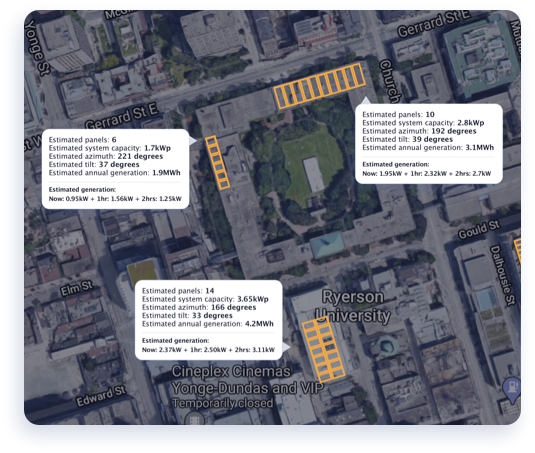 Yonge St
McGi
Gerrard St E
Mutu
Church
Gerrard St E
Estimated panels: 10
Estimated system capacity: 2.8kWp
Estimated azimuth: 192 degrees
Estimated tilt: 39 degrees
Estimated annual generation: 3.1MWh
Estimated generation:
Now: 1.95kW + 1hr: 2.32kW + 2hrs: 2.7kW
Estimated panels: 6
Estimated system capacity: 1.7kWp
Estimated azimuth: 221 degrees
Estimated tilt: 37 degrees
Estimated annual generation: 1.9MWh
Estimated generation:
Now: 0.95kW + 1hr: 1.56kW + 2hrs: 1.25kW
Gould St
Dalhousie St
Elm St
Estimated panels: 14
Estimated system capacity: 3.65kWp
Estimated azimuth: 166 degrees
Estimated tilt: 33 degrees
Estimated annual generation: 4.2MWh
Estimated generation:
Now: 2.37kW + 1hr: 2.50kW + 2hrs: 3.11kW
Ryerson
University
Cineplex Cinemas
Yonge-Dundas and VIP
Temporarily closed
Edward St